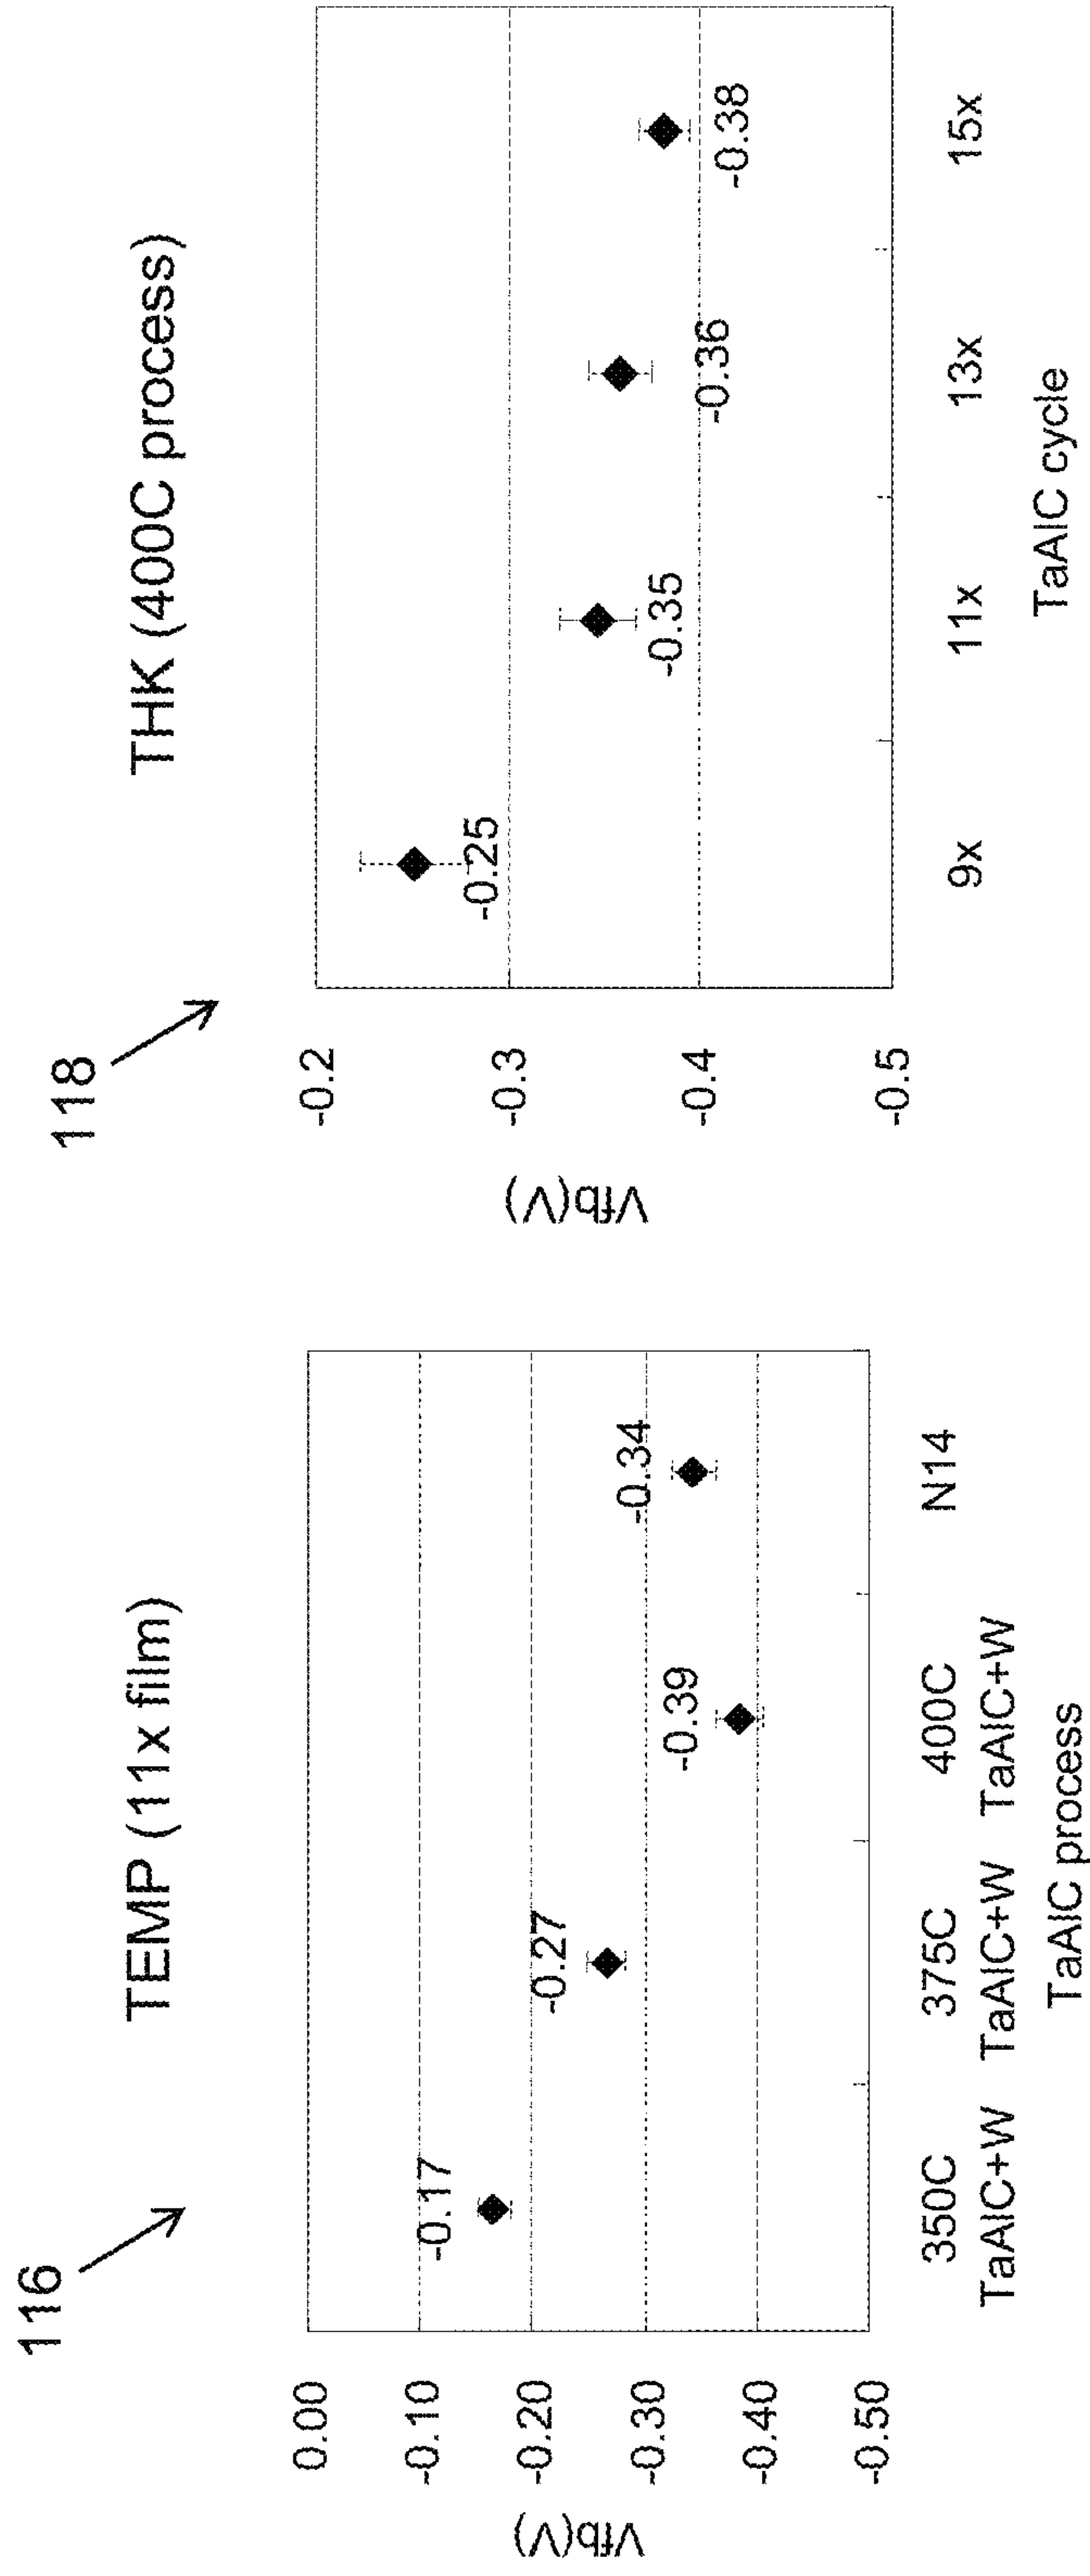 116
TEMP (11x film)
Vfb(V)
0.00
-0.10
-0.20
-0.30
-0.40
-0.50
-0.17
-0.27
-0.39
-0.34
350C 375C 400C N14
TaAlC+W TaAlC+W TaAlC+W
TaAlC process
118
THK (400C process)
Vfb(V)
-0.2
-0.3
-0.4
-0.5
-0.25
-0.35
-0.36
-0.38
9x 11x 13x 15x
TaAlC cycle